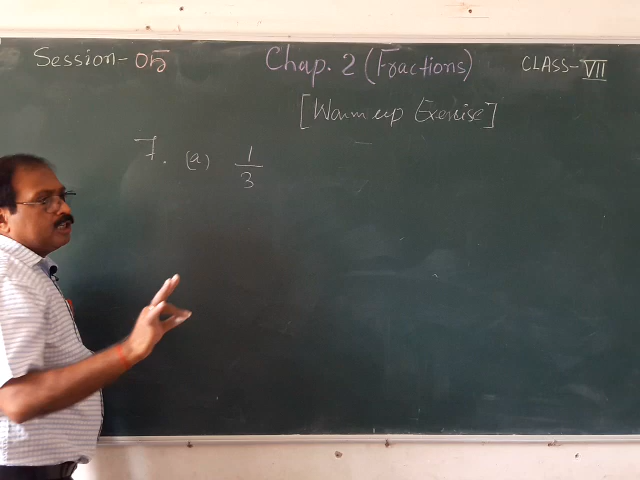 Session-05 Chap. 2 (Fractions) CLASS-VII
[Warm up Exercise]
7. (a) 1/3